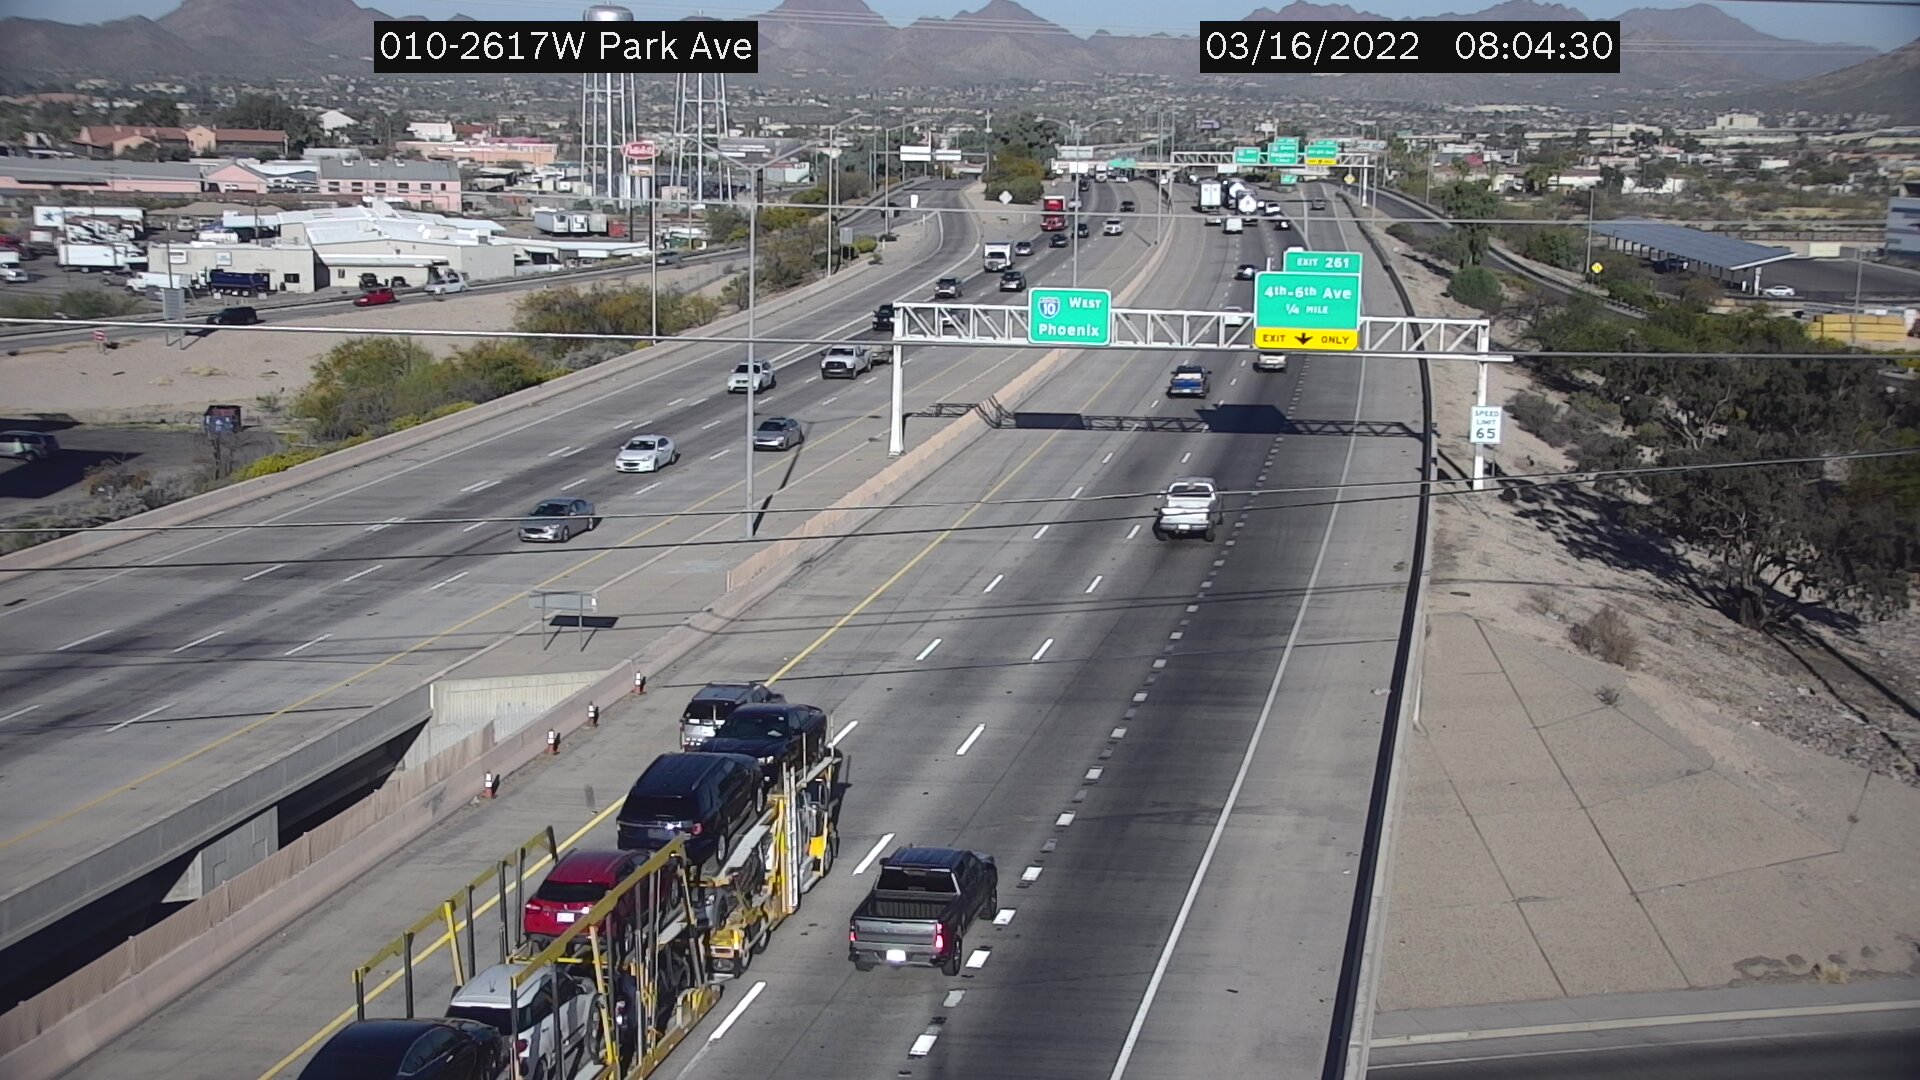 010-2617W Park Ave
03/16/2022 08:04:30
EXIT 261
4th-6th Ave
1/4 MILE
EXIT ONLY
10 WEST
Phoenix
SPEED
LIMIT
65